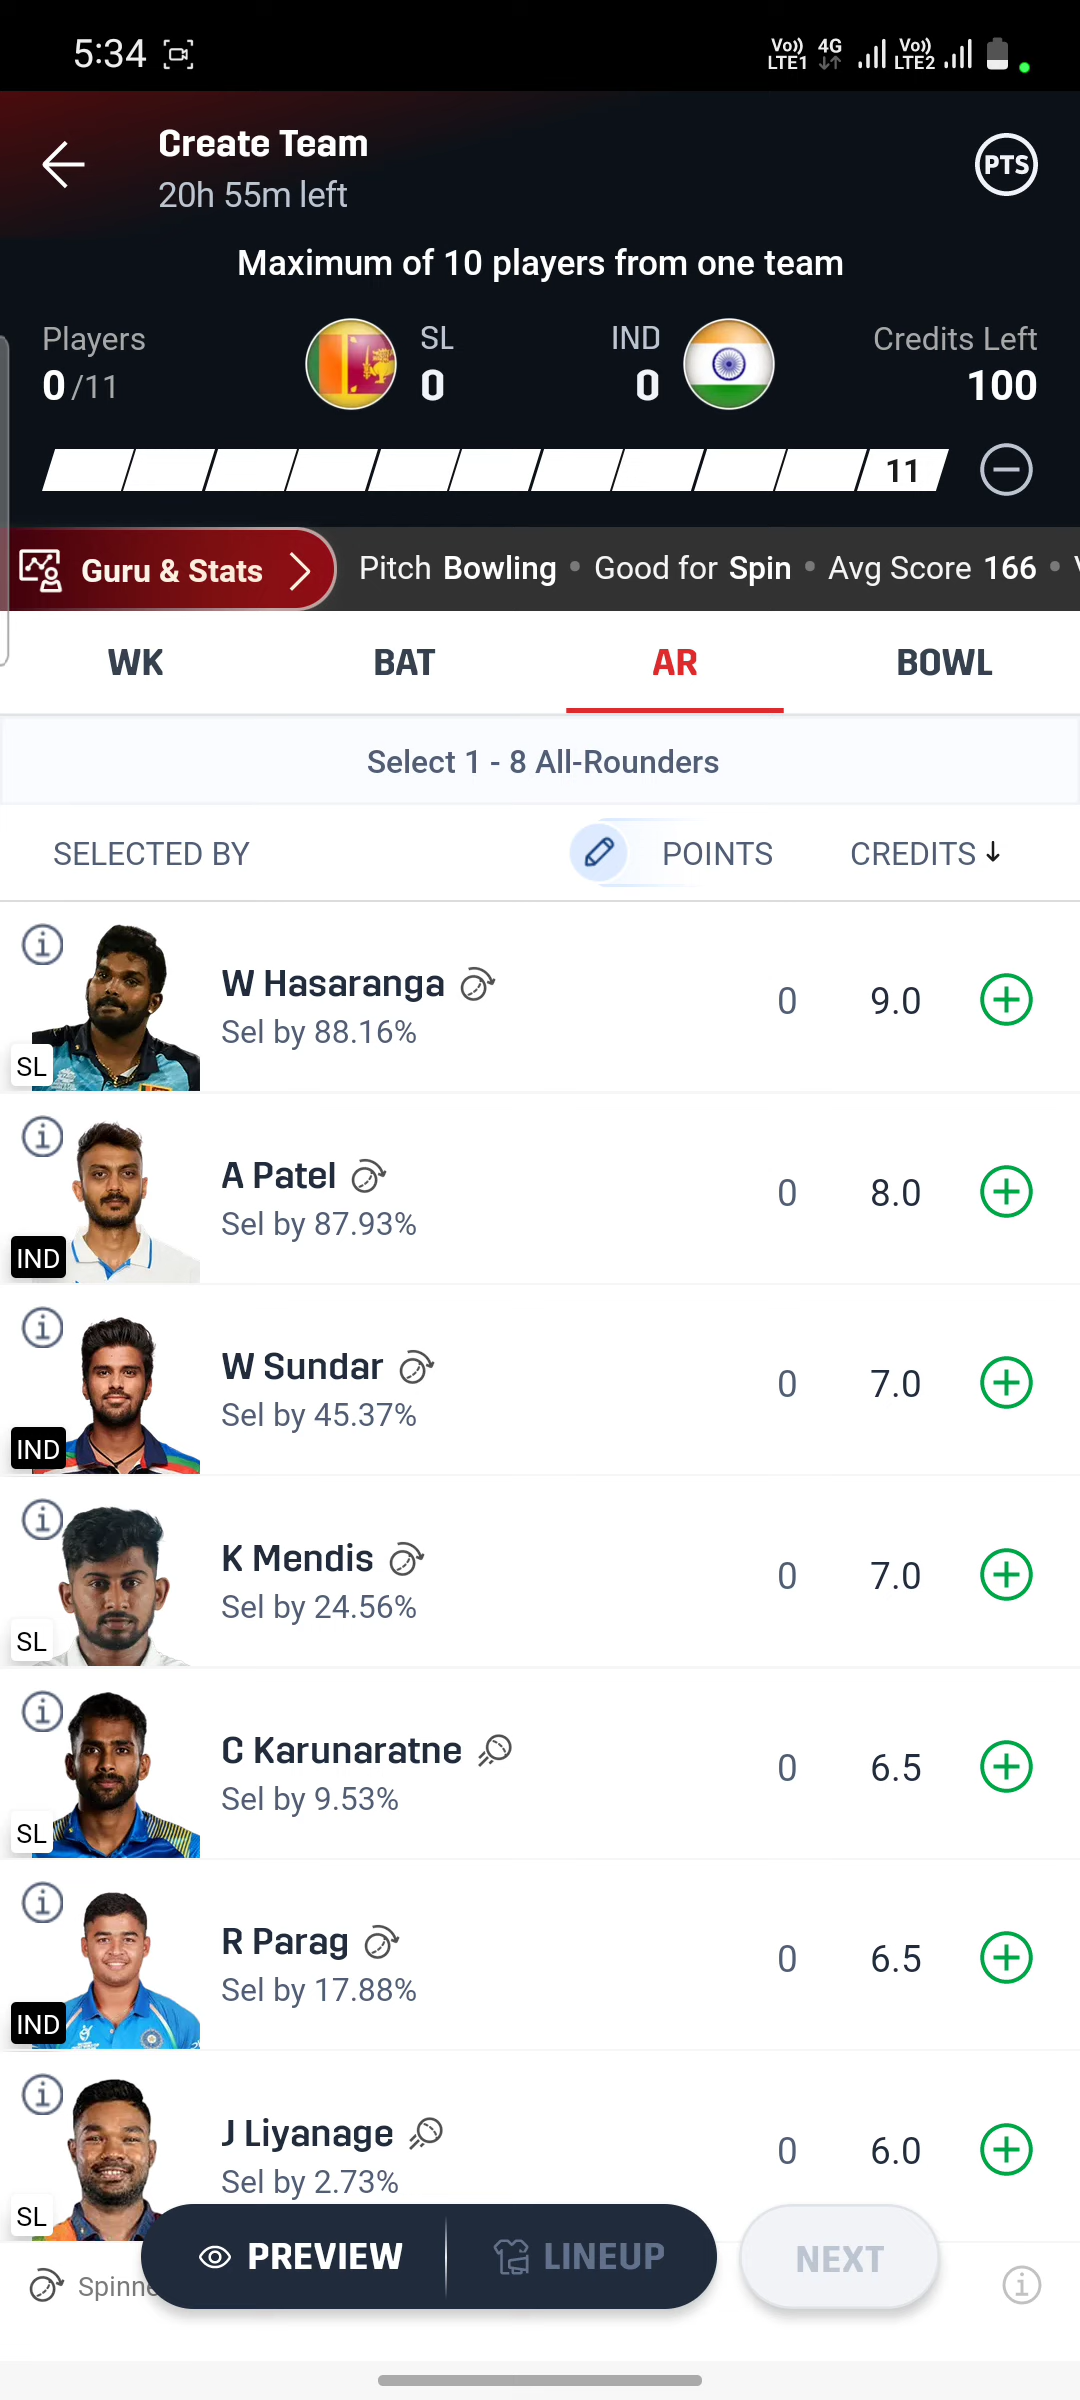 5:34
Vo)) LTE1 4G Vo)) LTE2
Create Team
20h 55m left
PTS
Maximum of 10 players from one team
Players SL IND Credits Left
0/11 0 0 100
11
Guru & Stats Pitch Bowling • Good for Spin • Avg Score 166 •
WK BAT AR BOWL
Select 1 - 8 All-Rounders
SELECTED BY POINTS CREDITS ↓
W Hasaranga
Sel by 88.16%
0 9.0
SL
A Patel
Sel by 87.93%
0 8.0
IND
W Sundar
Sel by 45.37%
0 7.0
IND
K Mendis
Sel by 24.56%
0 7.0
SL
C Karunaratne
Sel by 9.53%
0 6.5
SL
R Parag
Sel by 17.88%
0 6.5
IND
J Liyanage
Sel by 2.73%
0 6.0
SL
PREVIEW LINEUP NEXT